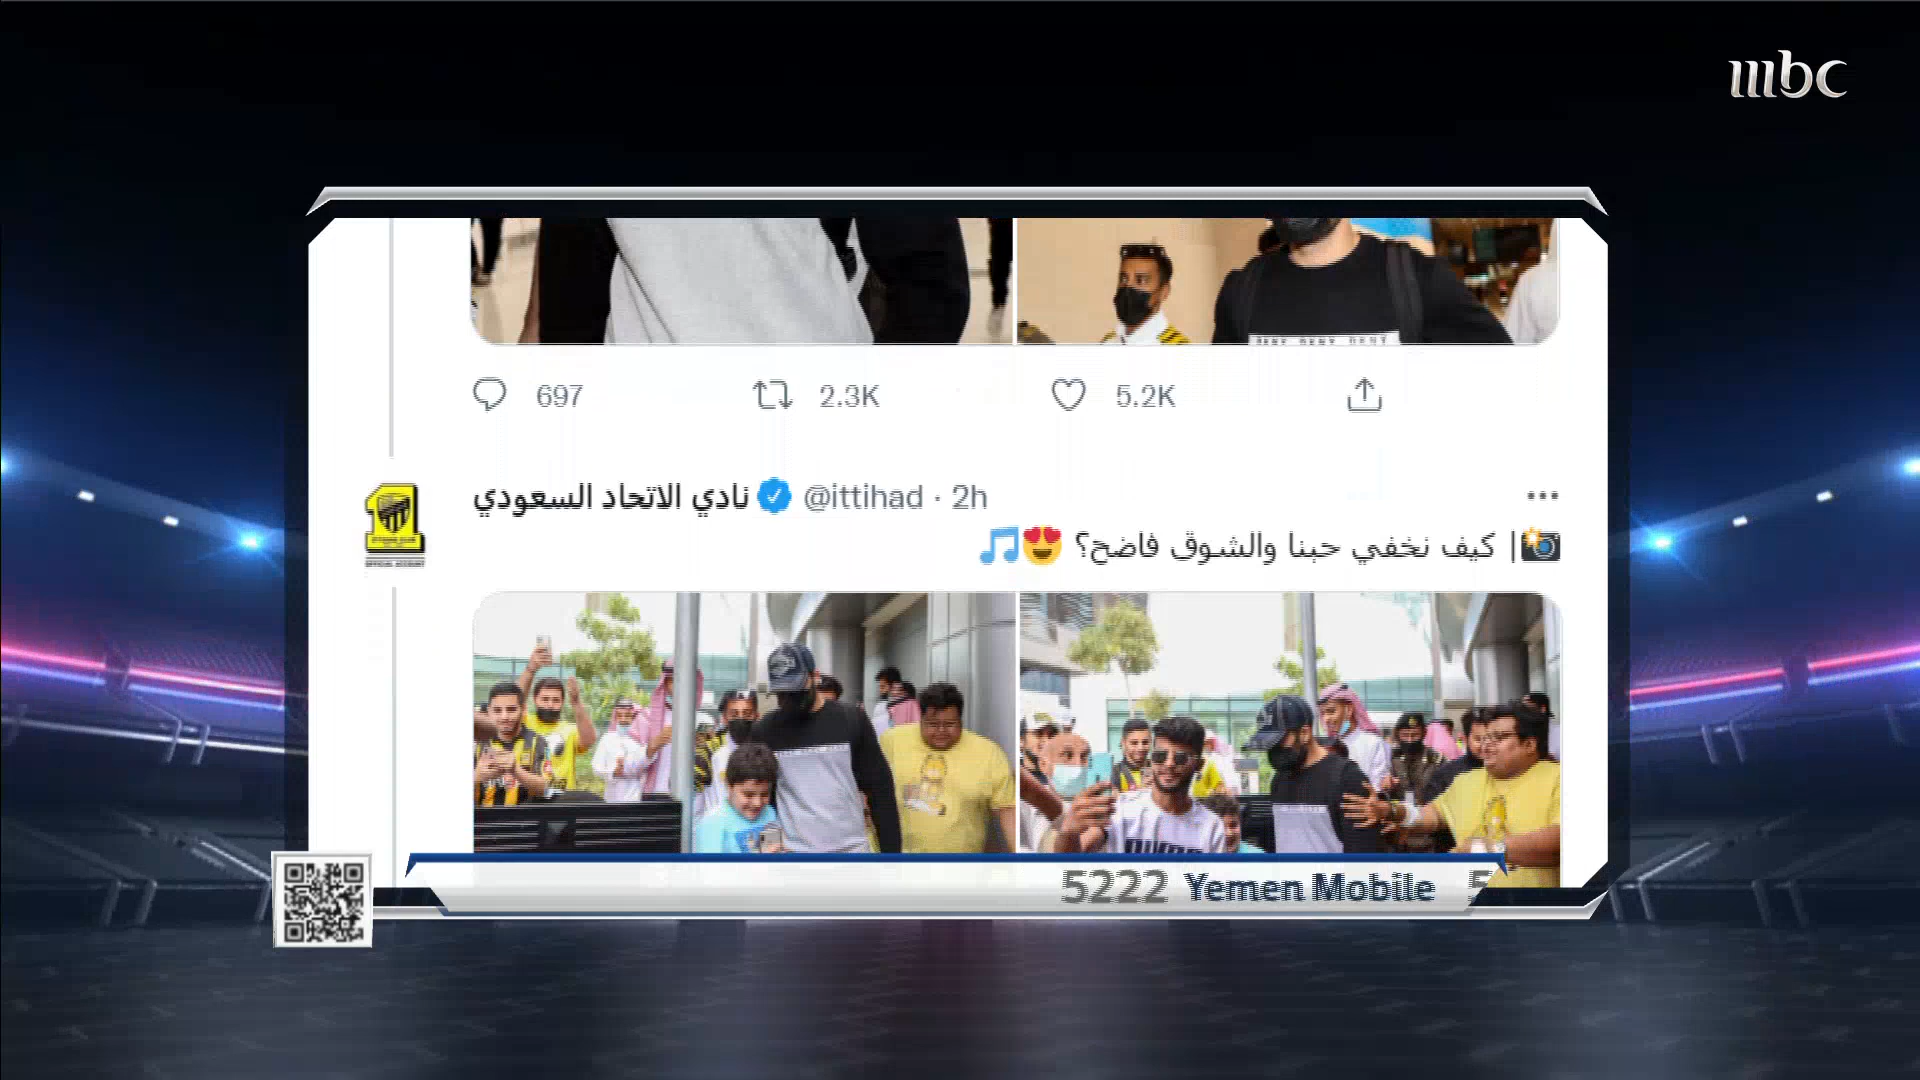 mbc
697
2.3K
5.2K
نادي الاتحاد السعودي @ittihad · 2h
| كيف نخفي حبنا والشوق فاضح؟
5222 Yemen Mobile 5